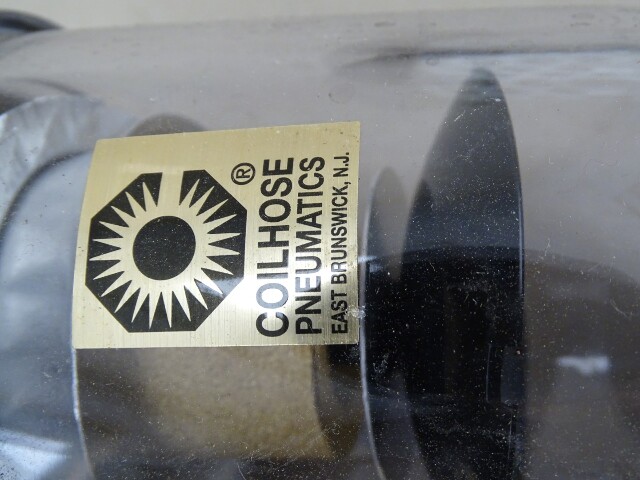 ®
COILHOSE
PNEUMATICS
EAST BRUNSWICK, N.J.